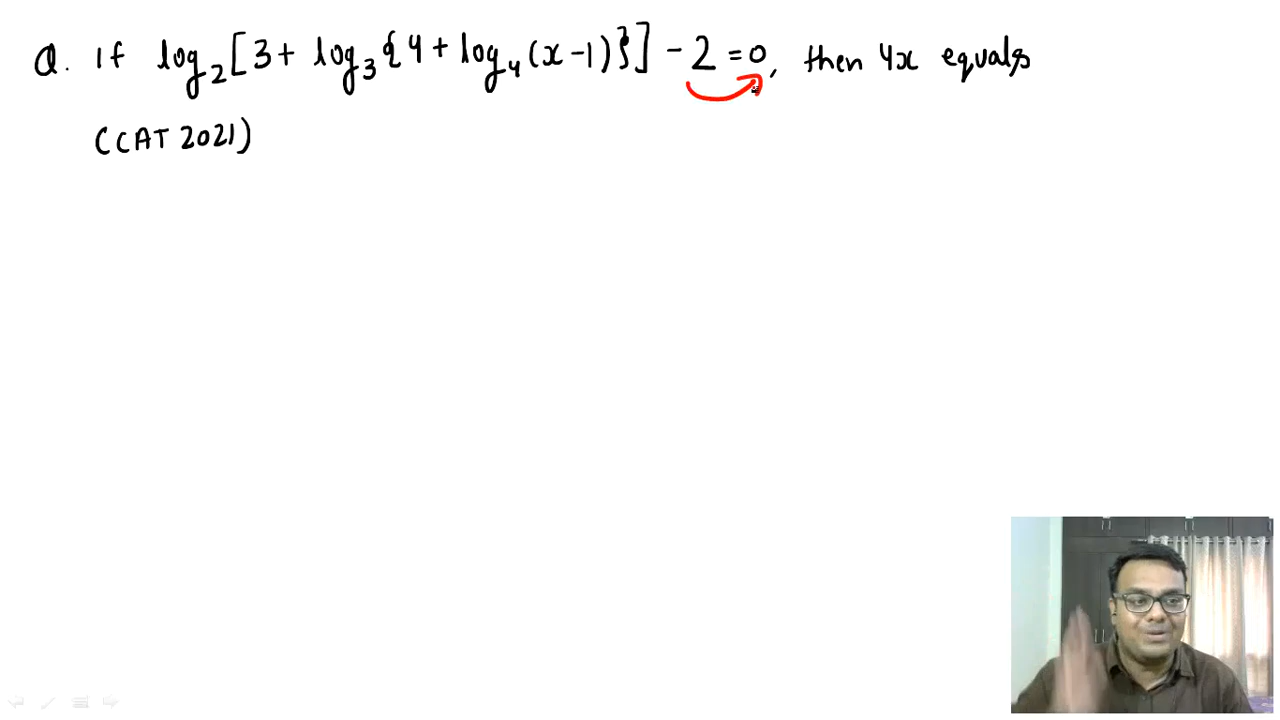 Q. If log₂[3 + log₃{4 + log₄(x-1)}] - 2 = 0, then 4x equals
(CAT 2021)